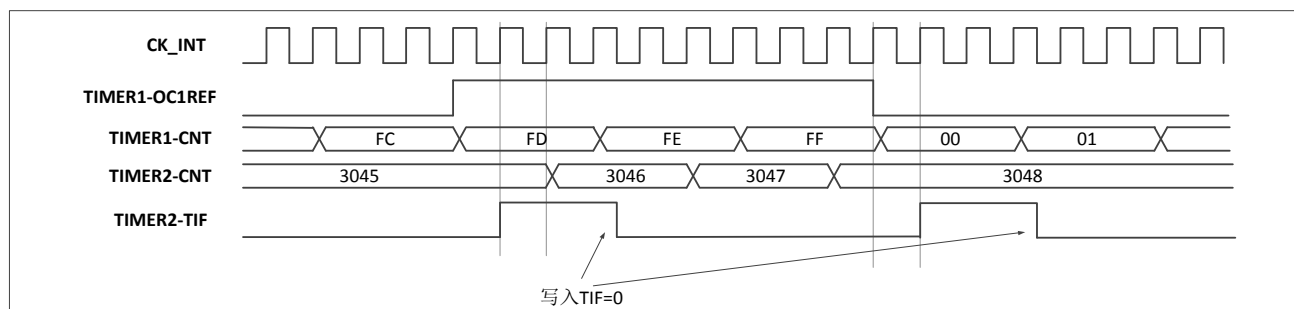 CK_INT
TIMER1-OC1REF
TIMER1-CNT FC FD FE FF 00 01
TIMER2-CNT 3045 3046 3047 3048
TIMER2-TIF
写入TIF=0